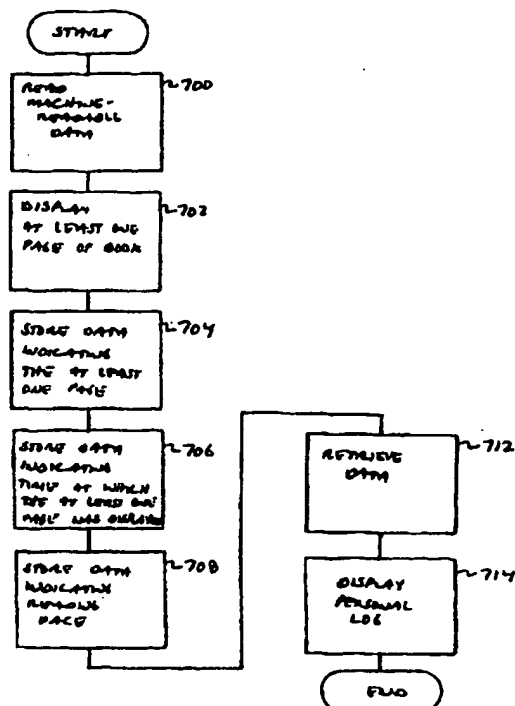 START
READ
MACHINE-
READABLE
DATA
700
DISPLAY
AT LEAST ONE
PAGE OF BOOK
702
STORE DATA
INDICATING
THE AT LEAST
ONE PAGE
704
STORE DATA
INDICATING
TIME AT WHICH
THE AT LEAST ONE
PAGE WAS DISPLAYED
706
STORE DATA
INDICATING
READING
PACE
708
RETRIEVE
DATA
712
DISPLAY
PERSONAL
LOG
714
END